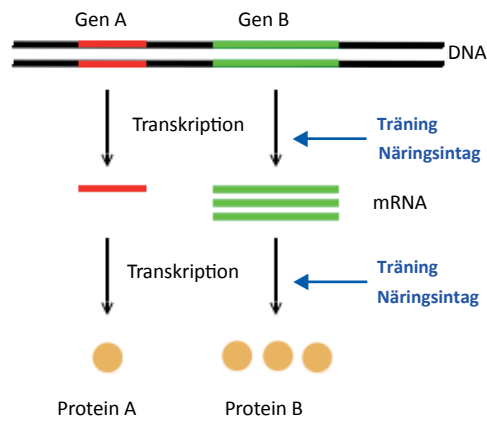 Gen A
Gen B
DNA
Transkription
Träning
Näringsintag
mRNA
Transkription
Träning
Näringsintag
Protein A
Protein B